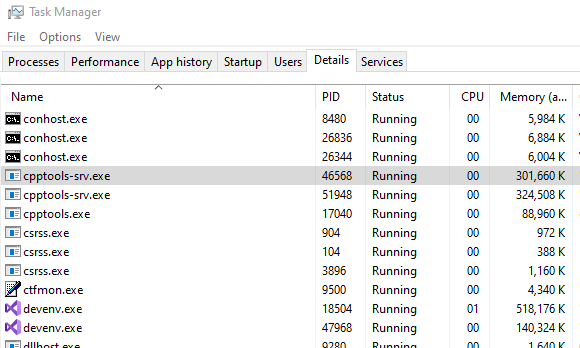 Task Manager
File Options View
Processes Performance App history Startup Users Details Services
Name PID Status CPU Memory (a...
conhost.exe 8480 Running 00 5,984 K
conhost.exe 26836 Running 00 6,884 K
conhost.exe 26344 Running 00 6,004 K
cpptools-srv.exe 46568 Running 00 301,660 K
cpptools-srv.exe 51948 Running 00 324,508 K
cpptools.exe 17040 Running 00 88,960 K
csrss.exe 904 Running 00 972 K
csrss.exe 104 Running 00 388 K
csrss.exe 3896 Running 00 1,160 K
ctfmon.exe 9500 Running 00 4,340 K
devenv.exe 18504 Running 01 518,176 K
devenv.exe 47968 Running 00 140,324 K
dllhost.exe 9280 Running 00 1,640 K